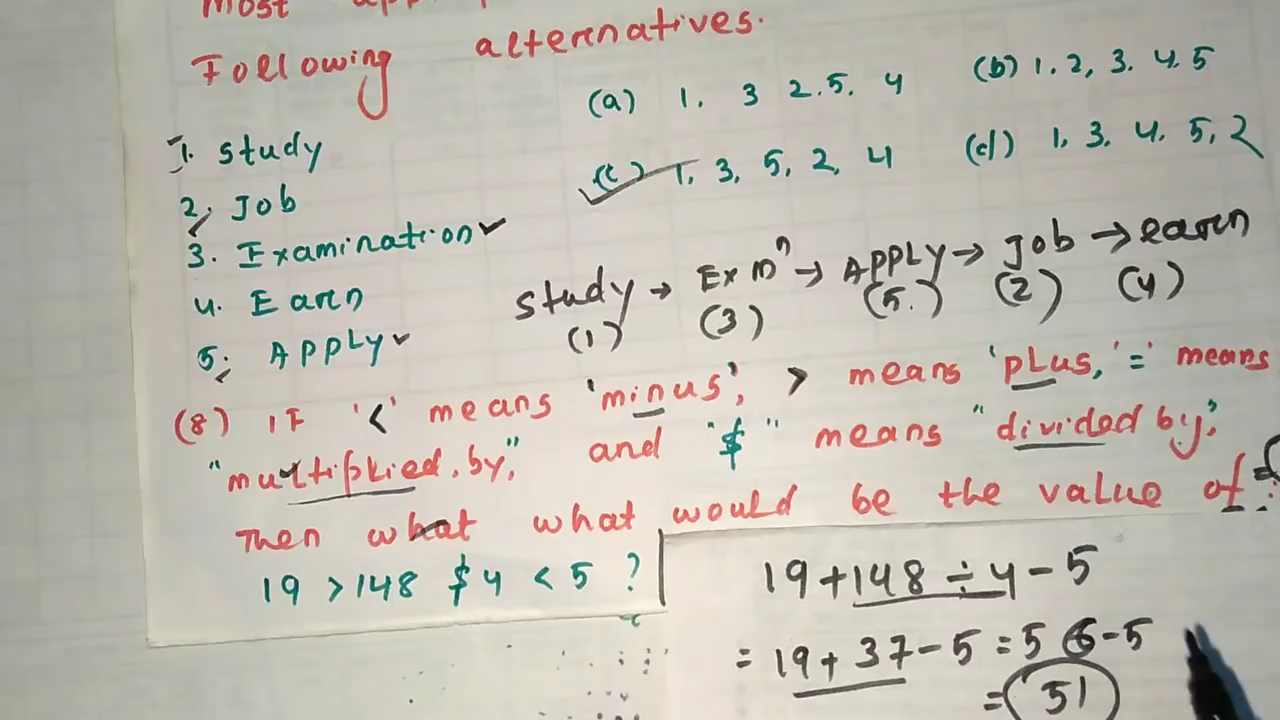 Most
Following alternatives.
(a) 1. 3 2. 5. 4 (b) 1. 2, 3. 4. 5
(c) 1, 3, 5, 2, 4 (d) 1, 3, 4, 5, 2
1. Study
2. Job
3. Examination
4. Earn
5. APPLY
Study → EXMⁿ → APPLY → Job → earn
(1) (3) (5.) (2) (4)
(8) IF '<' means 'minus', > means 'plus, '=' means
"multiplied by," and "$" means "divided by,"
Then what what would be the value of :
19 > 148 $ 4 < 5 ?
19 + 148 ÷ 4 - 5
= 19 + 37 - 5 = 56 - 5
= 51